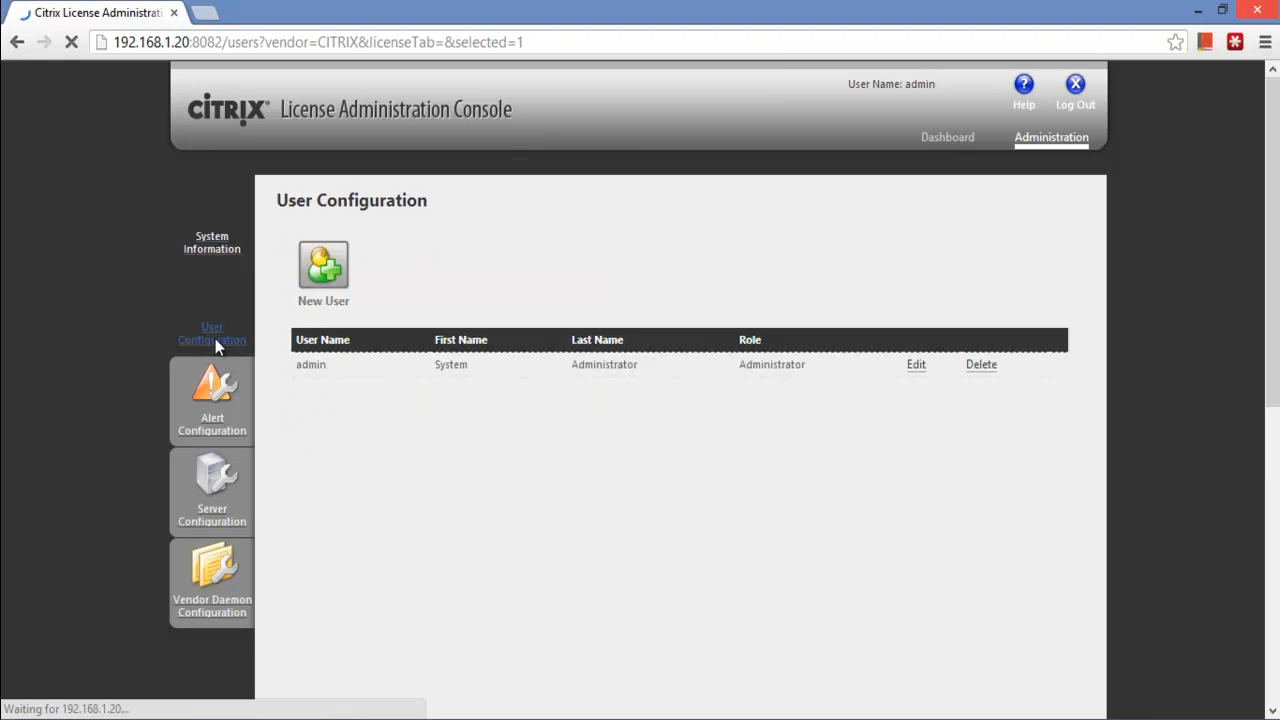 Citrix License Administrati
192.168.1.20:8082/users?vendor=CITRIX&licenseTab=&selected=1
User Name: admin
Help
Log Out
CITRIX License Administration Console
Dashboard
Administration
User Configuration
System
Information
New User
User
Configuration
User Name First Name Last Name Role
admin System Administrator Administrator Edit Delete
Alert
Configuration
Server
Configuration
Vendor Daemon
Configuration
Waiting for 192.168.1.20...